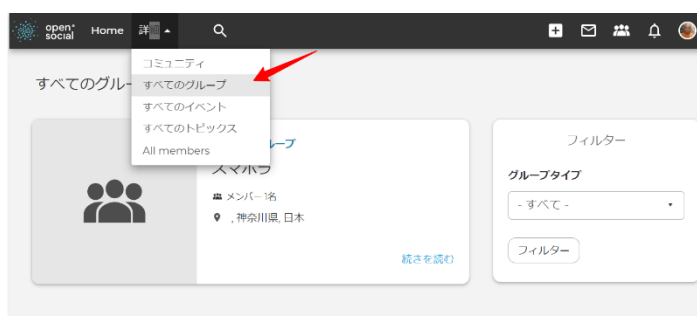 open*
social
Home
詳
コミュニティ
すべてのグループ
すべてのイベント
すべてのトピックス
All members
すべてのグルー
ループ
スマホラ
メンバー 1名
, 神奈川県, 日本
続きを読む
フィルター
グループタイプ
- すべて -
フィルター